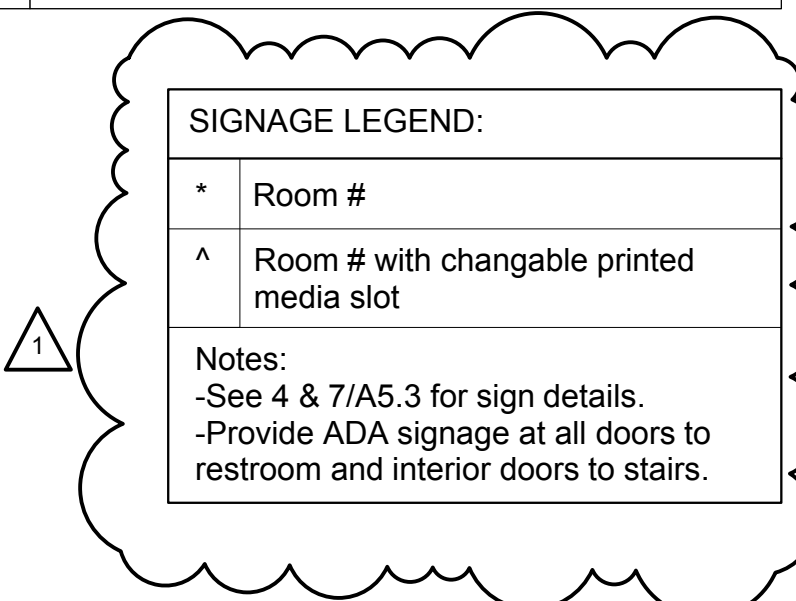 SIGNAGE LEGEND:
* Room #
^ Room # with changable printed
media slot
1
Notes:
-See 4 & 7/A5.3 for sign details.
-Provide ADA signage at all doors to
restroom and interior doors to stairs.